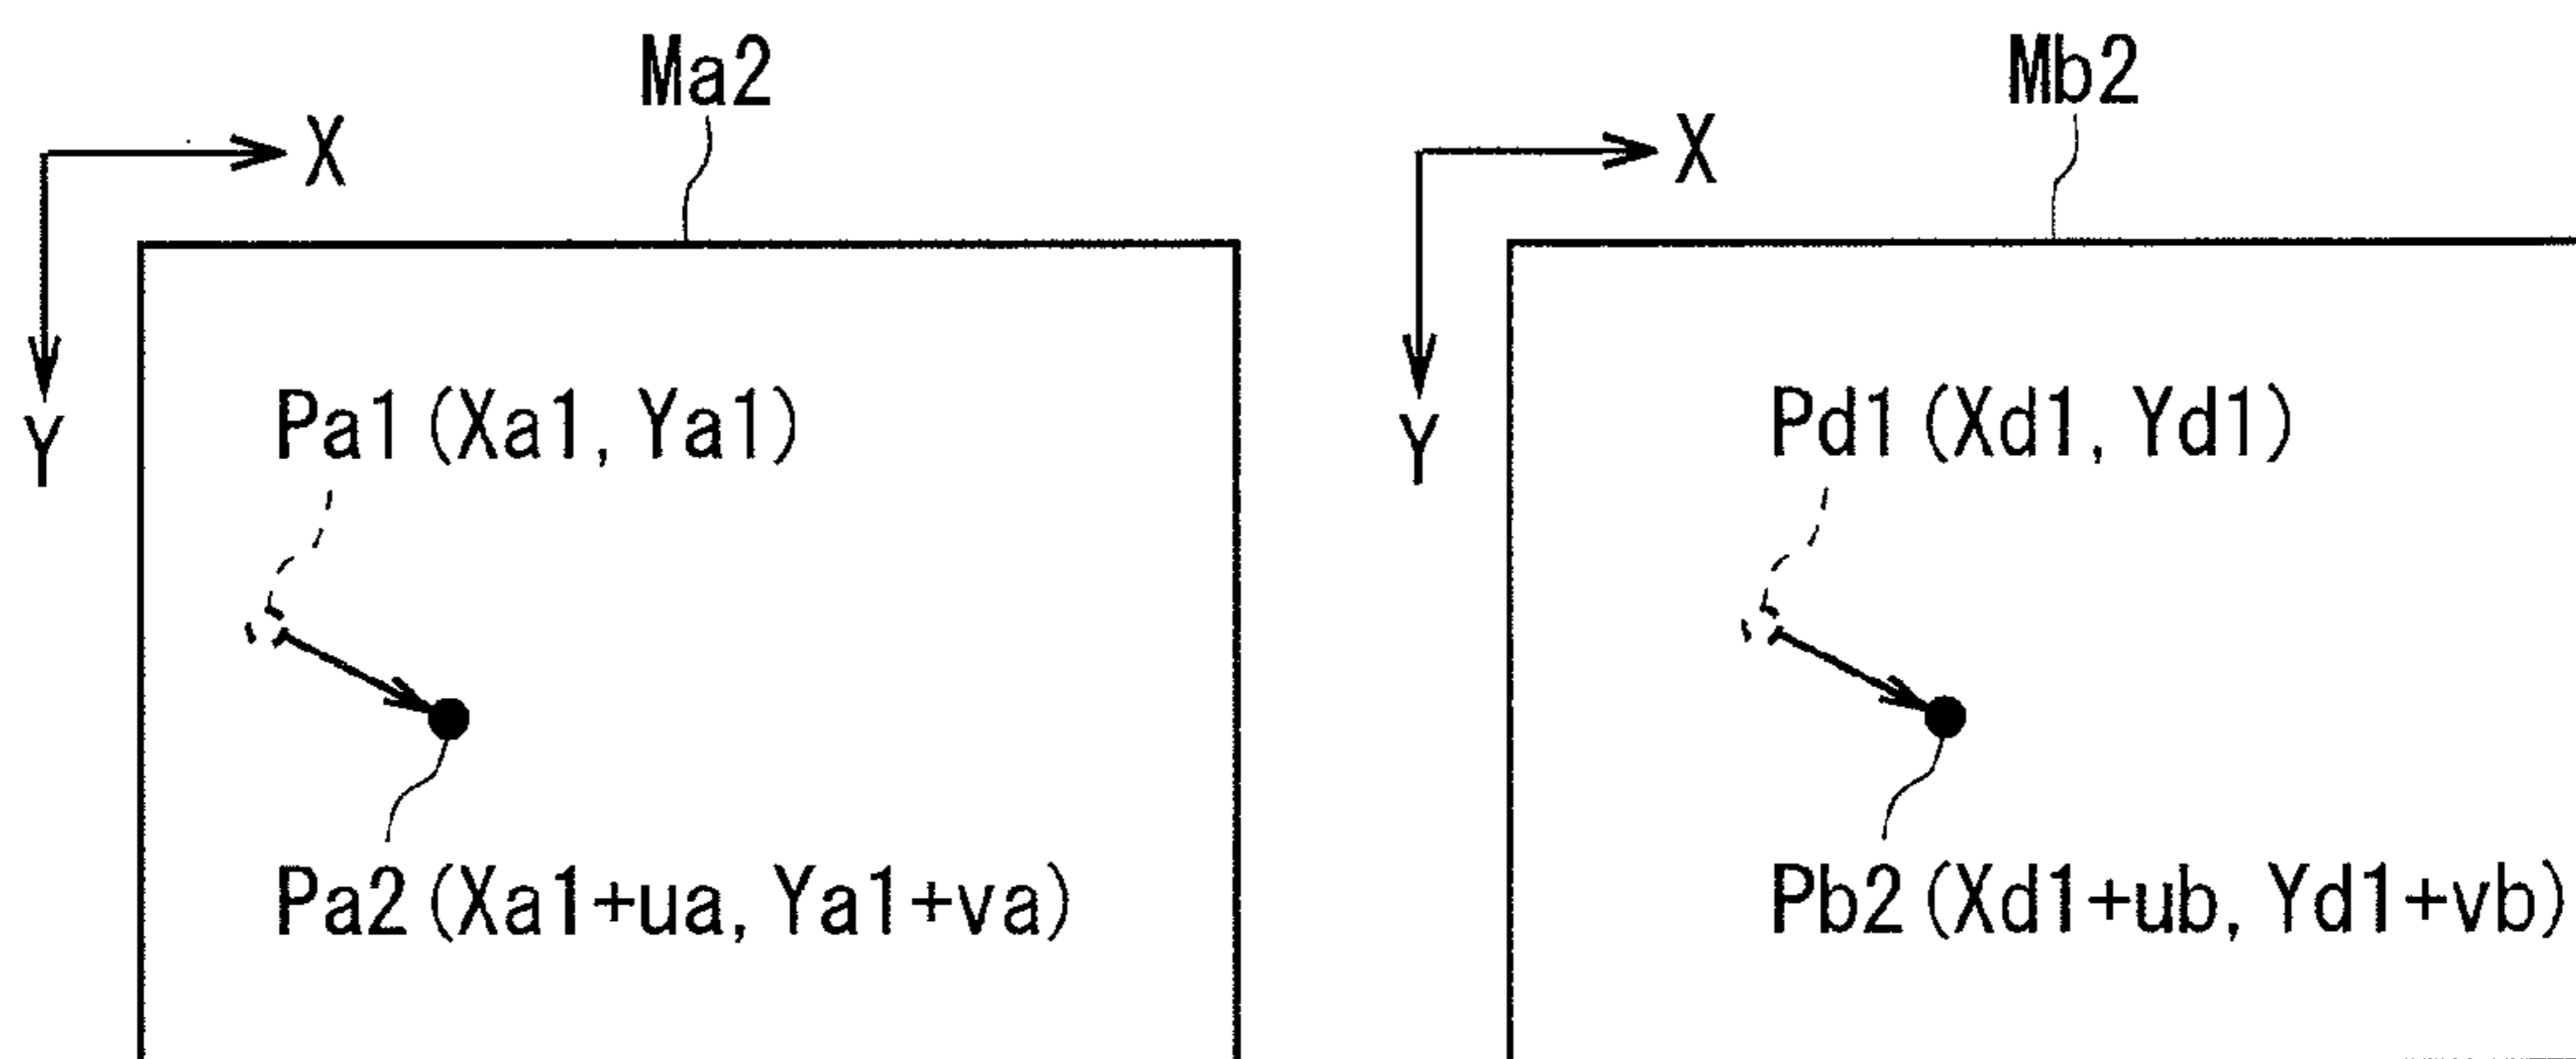 Ma2
Mb2
X
X
Y
Y
Pa1(Xa1, Ya1)
Pd1(Xd1, Yd1)
Pa2(Xa1+ua, Ya1+va)
Pb2(Xd1+ub, Yd1+vb)